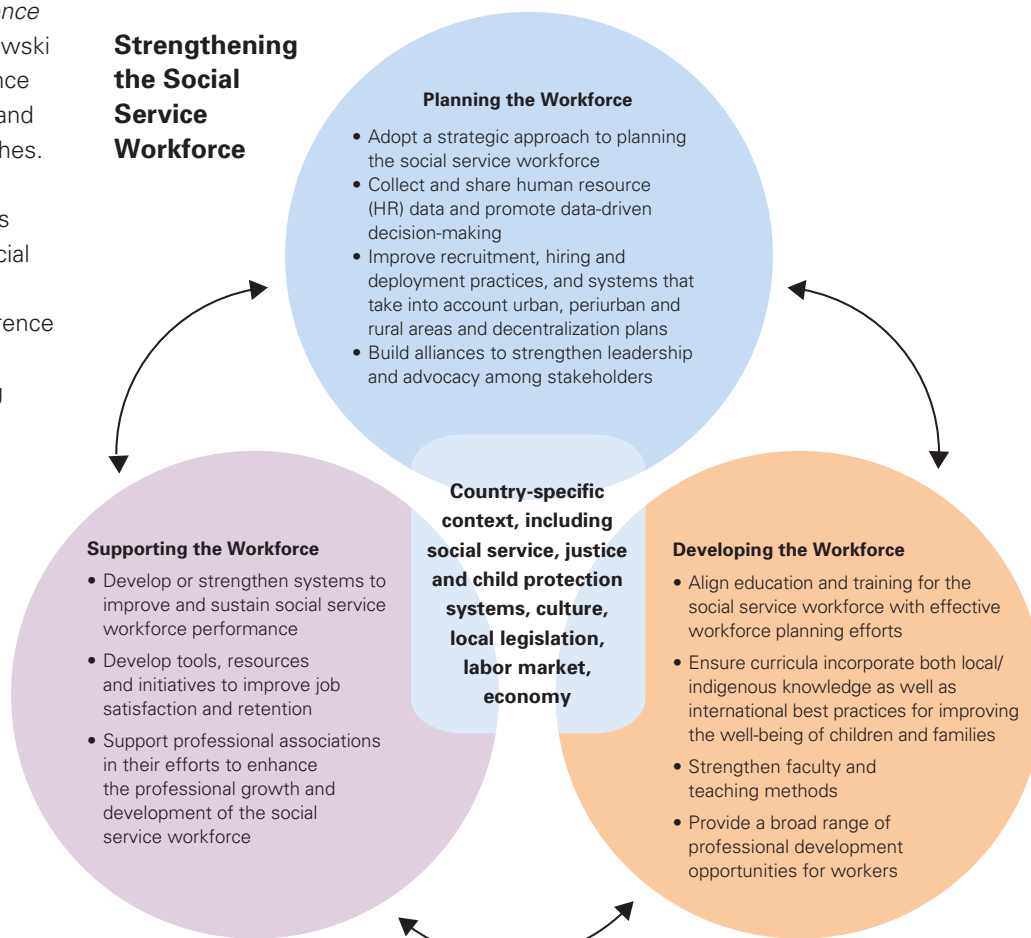 ence
wski
nce
and
hes.
s
cial
rence
Strengthening
the Social
Service
Workforce
Planning the Workforce
• Adopt a strategic approach to planning
the social service workforce
• Collect and share human resource
(HR) data and promote data-driven
decision-making
• Improve recruitment, hiring and
deployment practices, and systems that
take into account urban, periurban and
rural areas and decentralization plans
• Build alliances to strengthen leadership
and advocacy among stakeholders
Country-specific
context, including
social service, justice
and child protection
systems, culture,
local legislation,
labor market,
economy
Supporting the Workforce
• Develop or strengthen systems to
improve and sustain social service
workforce performance
• Develop tools, resources
and initiatives to improve job
satisfaction and retention
• Support professional associations
in their efforts to enhance
the professional growth and
development of the social
service workforce
Developing the Workforce
• Align education and training for the
social service workforce with effective
workforce planning efforts
• Ensure curricula incorporate both local/
indigenous knowledge as well as
international best practices for improving
the well-being of children and families
• Strengthen faculty and
teaching methods
• Provide a broad range of
professional development
opportunities for workers